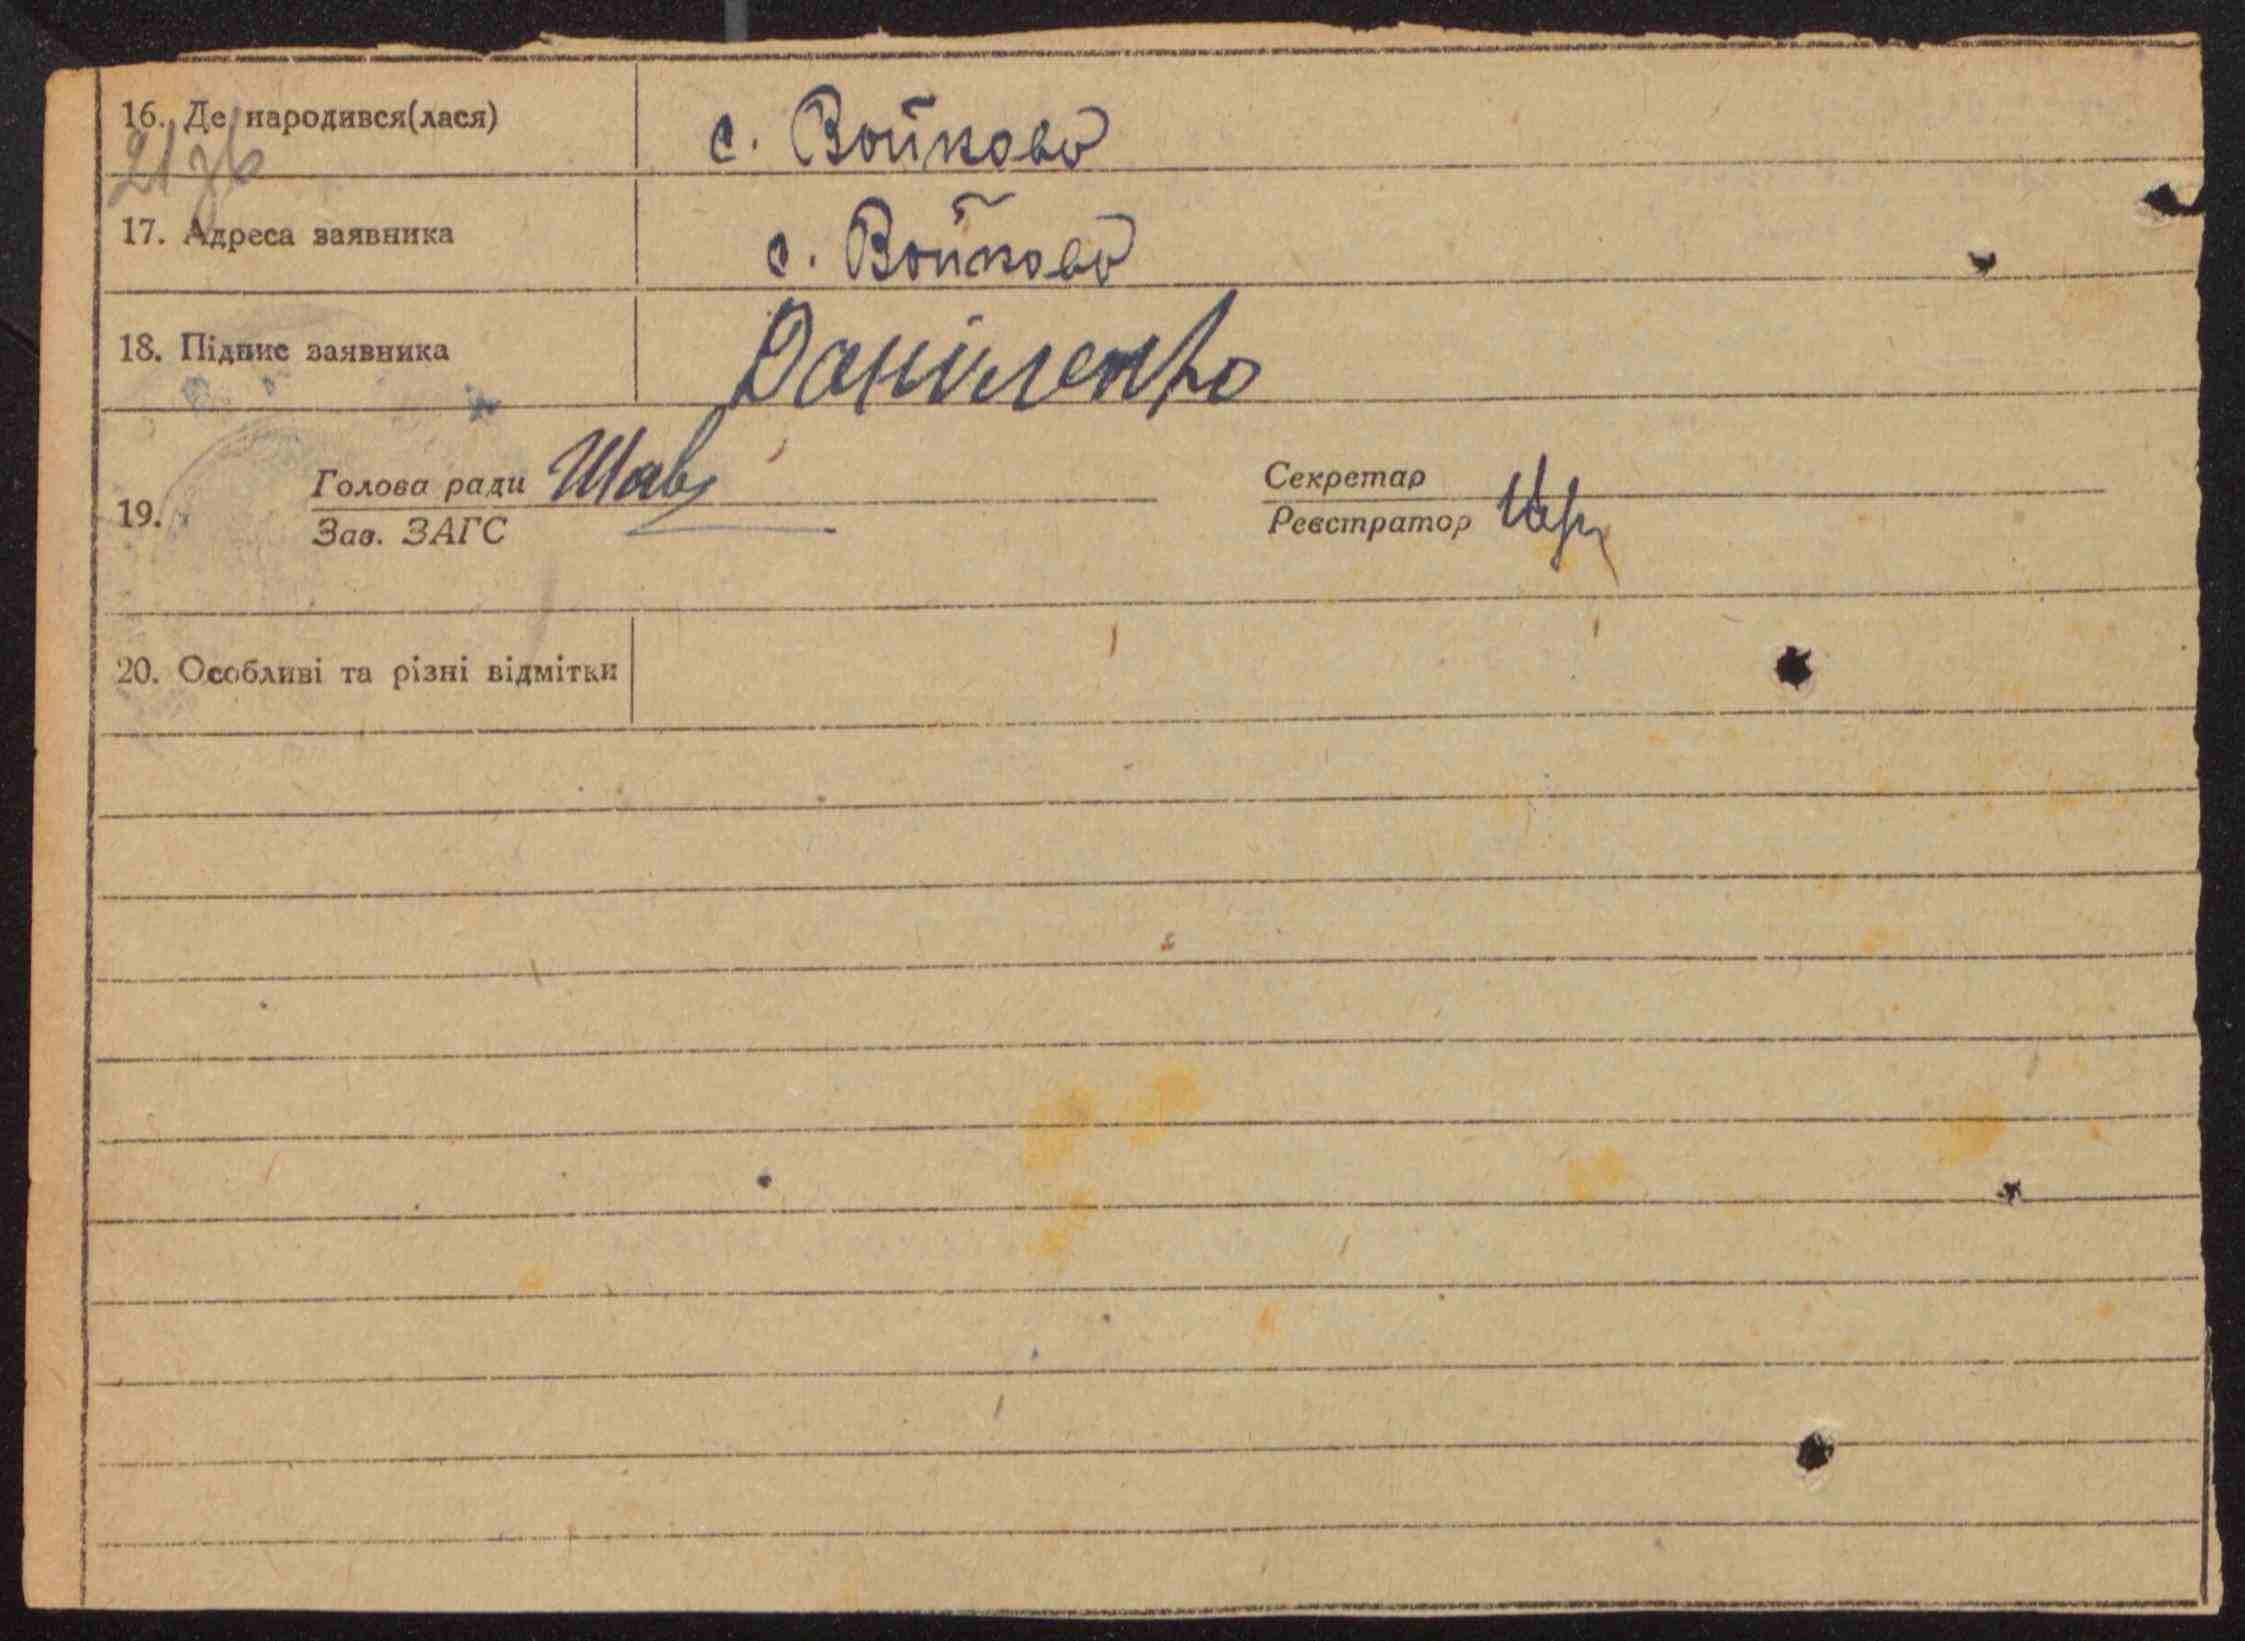 16. Де народився(лася) с. Войково
17. Адреса заявника с. Войково
18. Підпис заявника Даніленко
19. Голова ради Секретар
Зав. ЗАГС Реєстратор
20. Особливі та різні відмітки